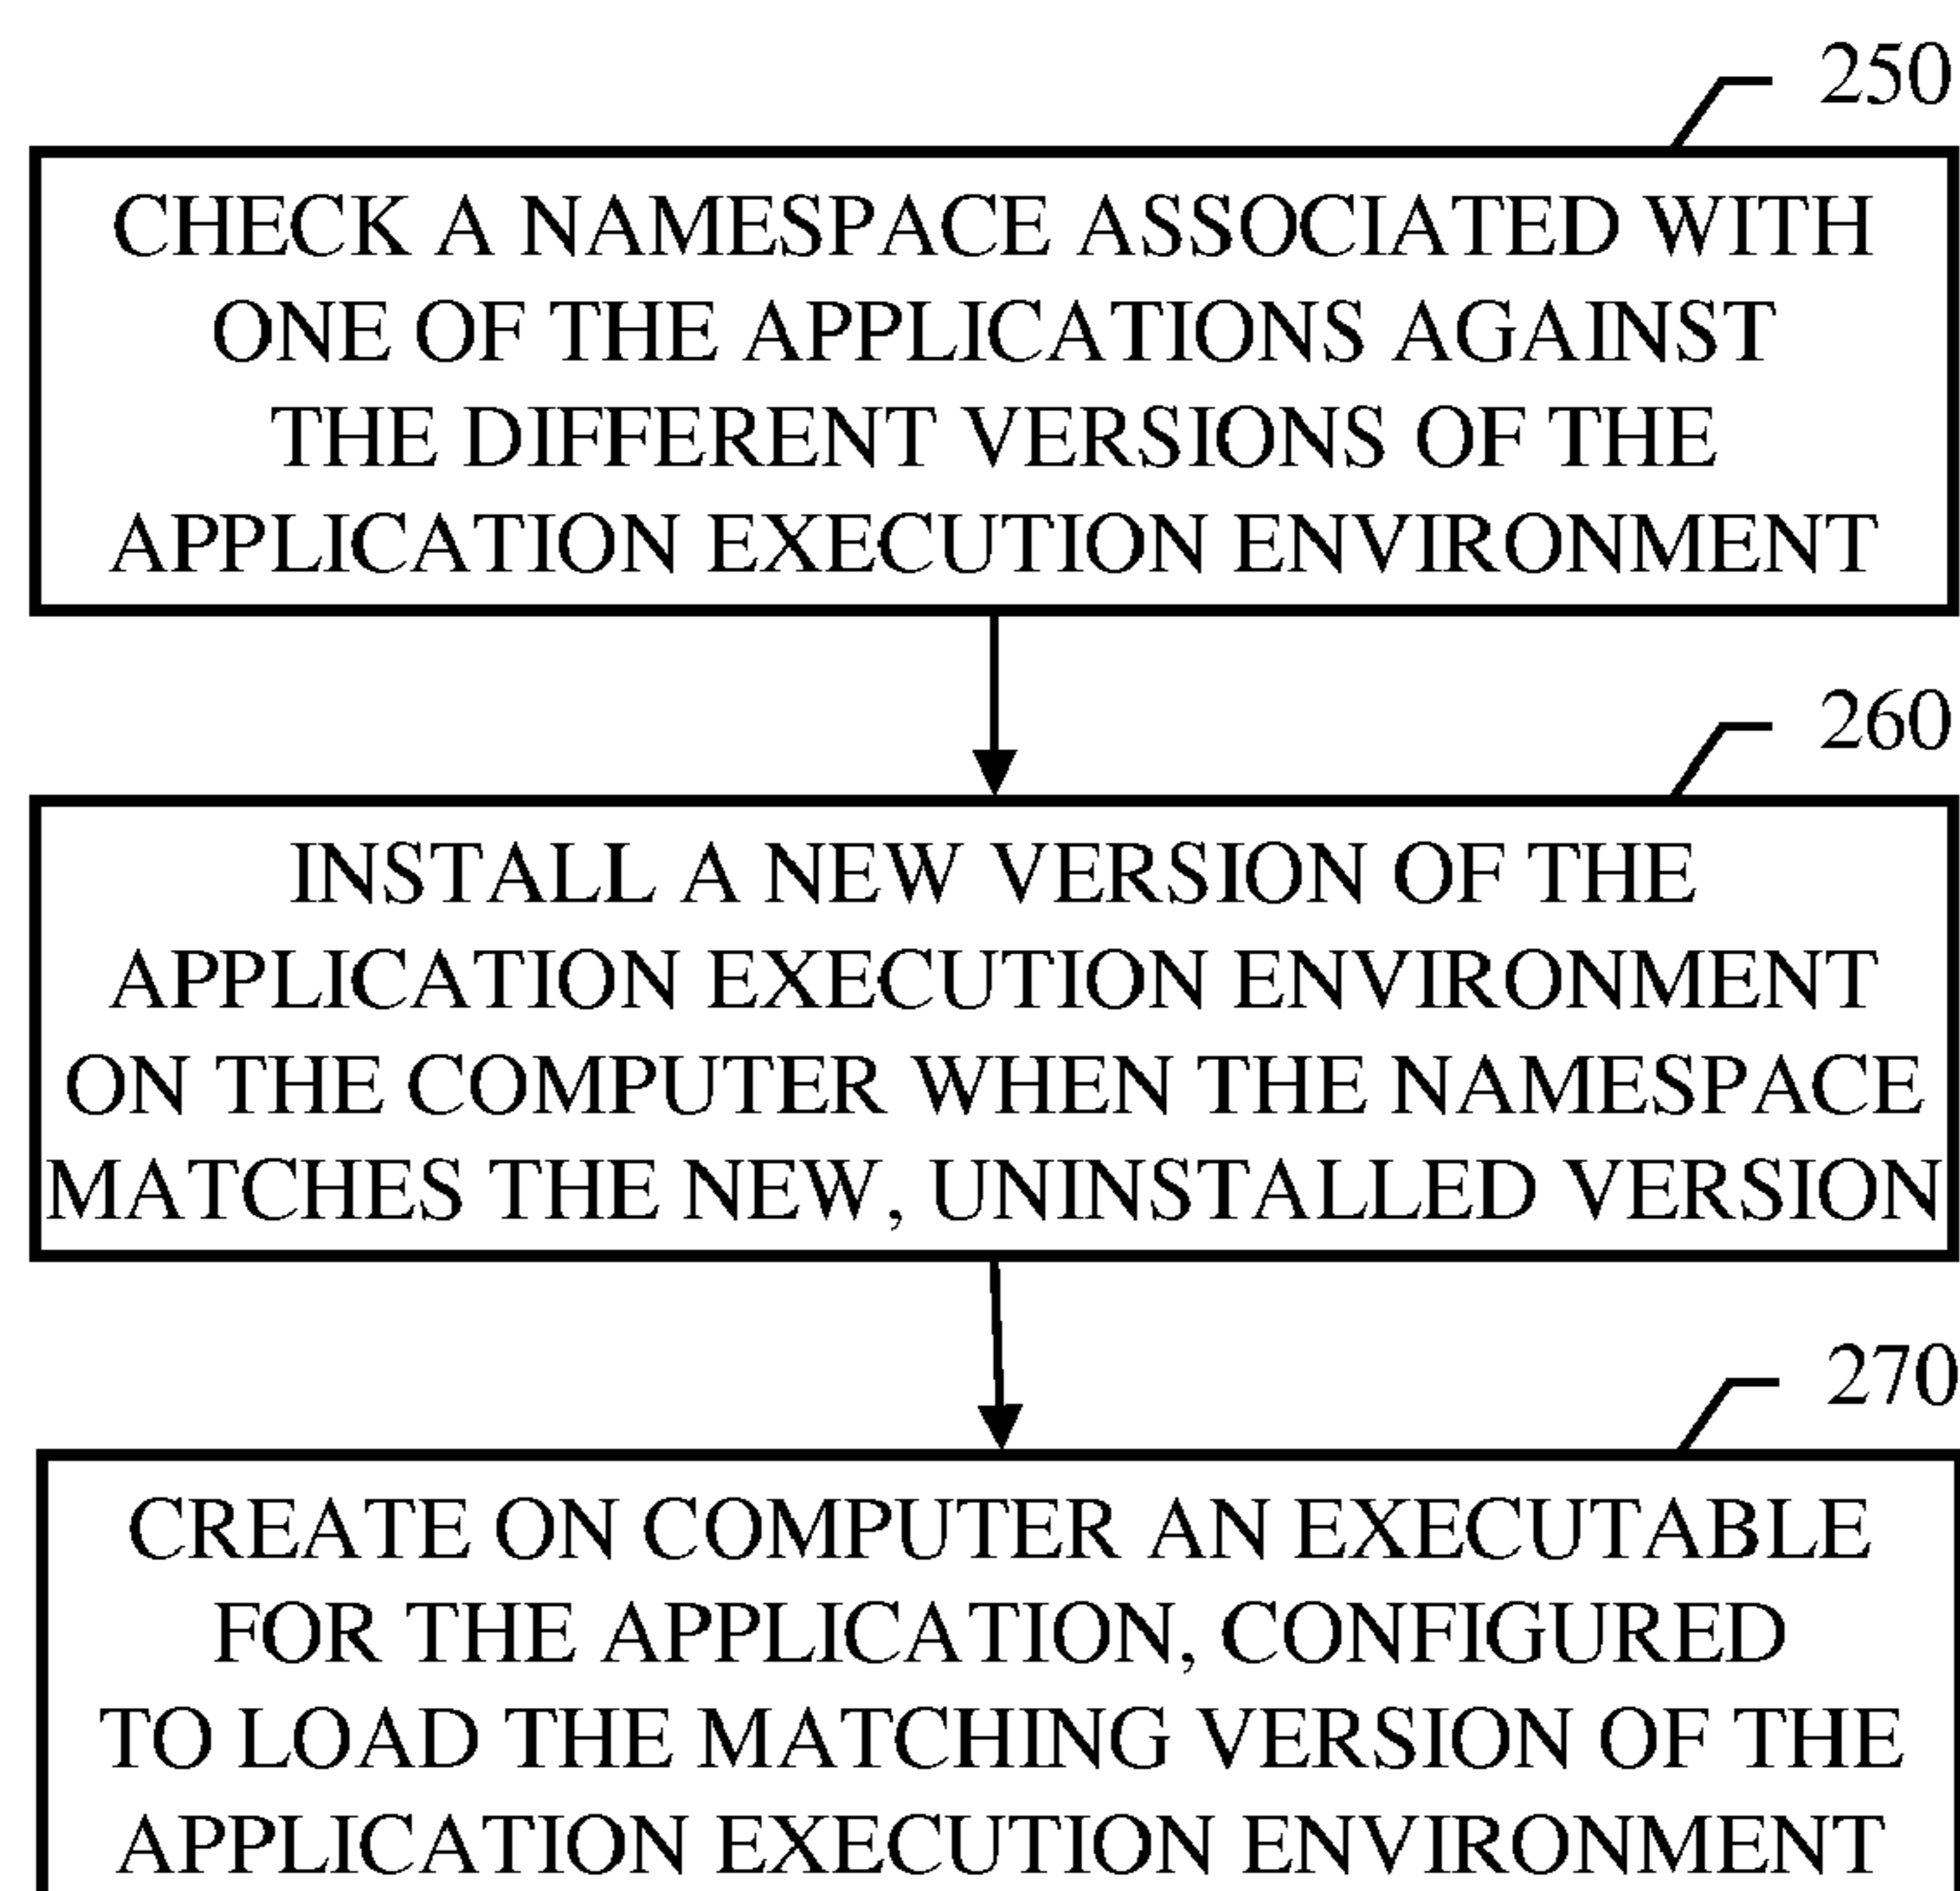 250
CHECK A NAMESPACE ASSOCIATED WITH
ONE OF THE APPLICATIONS AGAINST
THE DIFFERENT VERSIONS OF THE
APPLICATION EXECUTION ENVIRONMENT
260
INSTALL A NEW VERSION OF THE
APPLICATION EXECUTION ENVIRONMENT
ON THE COMPUTER WHEN THE NAMESPACE
MATCHES THE NEW, UNINSTALLED VERSION
270
CREATE ON COMPUTER AN EXECUTABLE
FOR THE APPLICATION, CONFIGURED
TO LOAD THE MATCHING VERSION OF THE
APPLICATION EXECUTION ENVIRONMENT